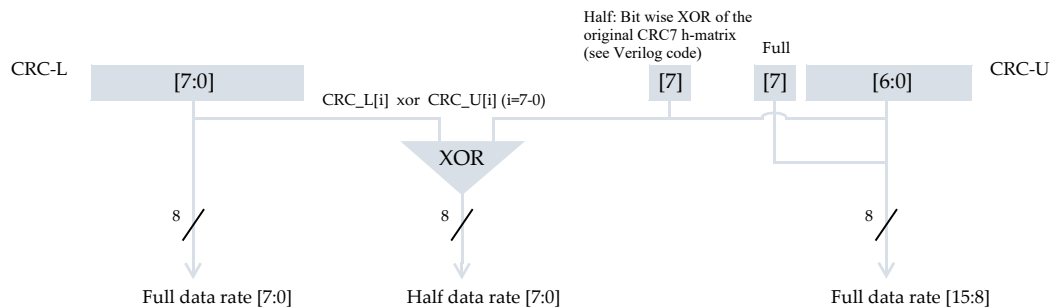 Half: Bit wise XOR of the
original CRC7 h-matrix
(see Verilog code)
Full
CRC-L
[7:0]
[7]
[7]
[6:0]
CRC-U
CRC_L[i] xor CRC_U[i] (i=7-0)
XOR
8
8
8
Full data rate [7:0]
Half data rate [7:0]
Full data rate [15:8]